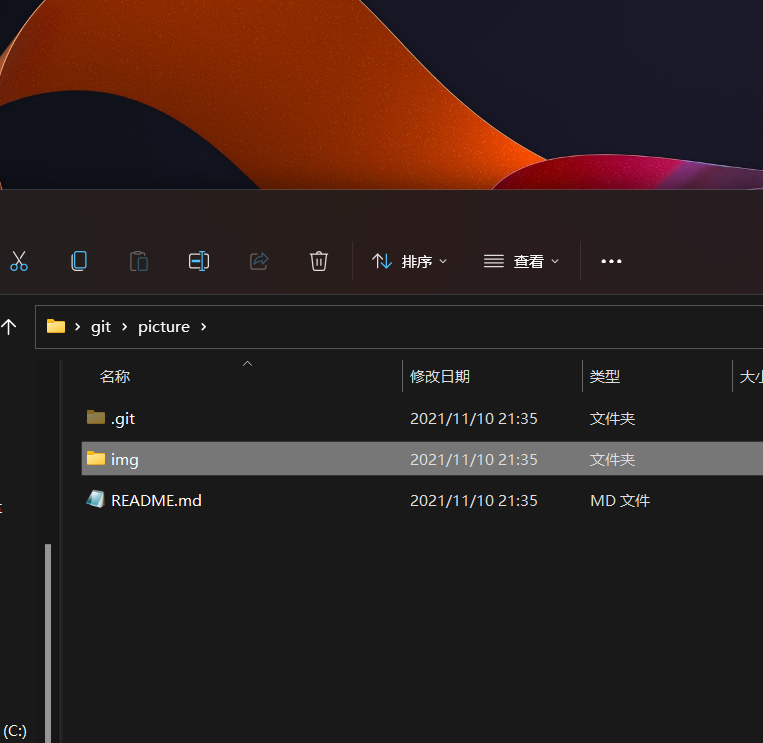 排序
查看
git
picture
名称
修改日期
类型
大小
.git
2021/11/10 21:35
文件夹
img
2021/11/10 21:35
文件夹
README.md
2021/11/10 21:35
MD 文件
(C:)